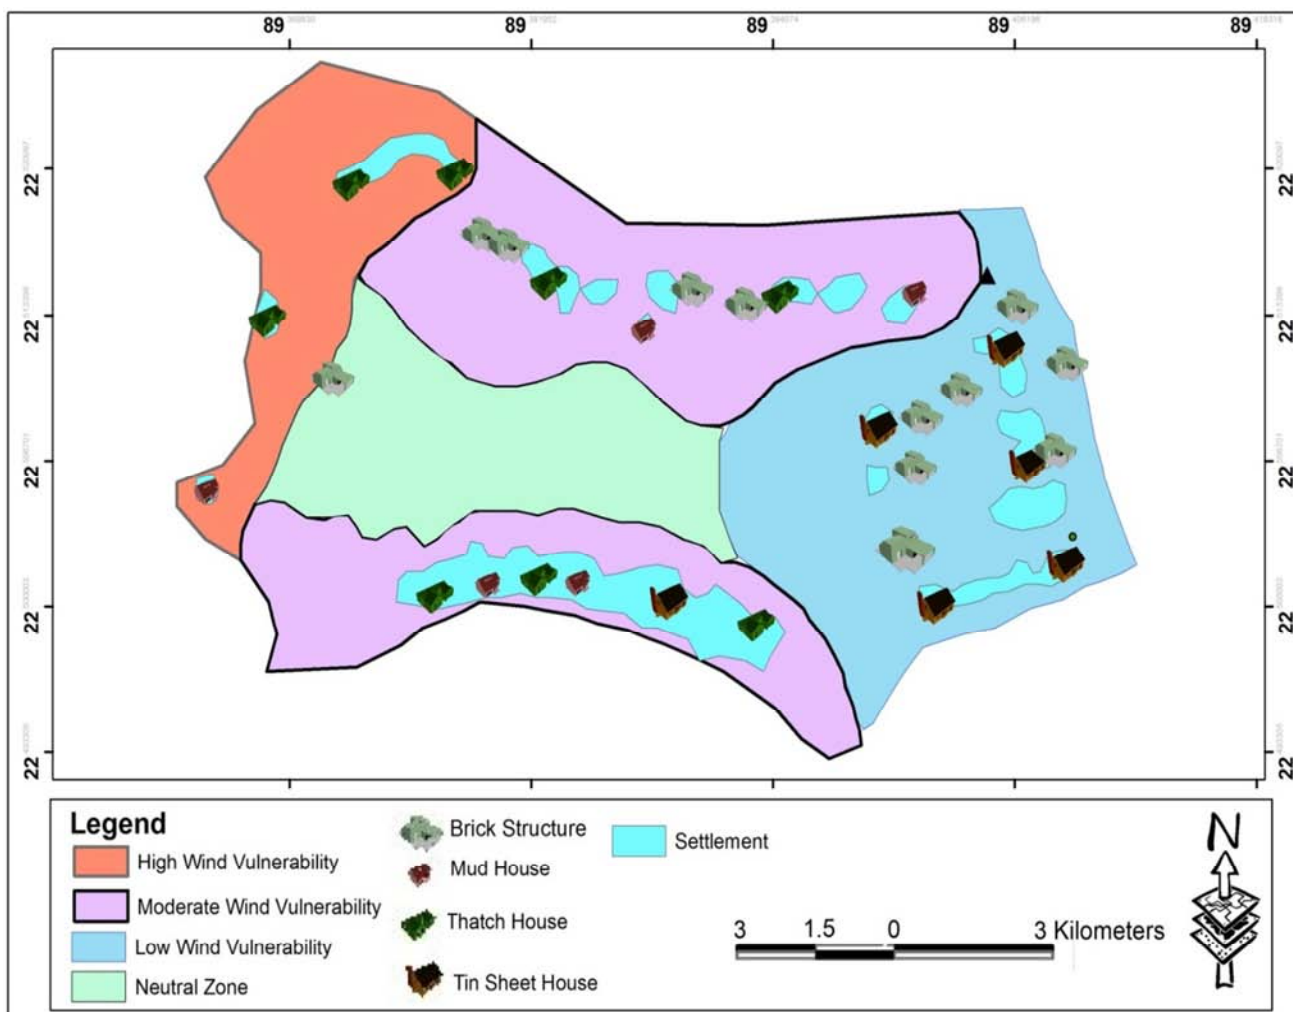 89 89 89 89
22 22
22 22
22 22
22 22
22 22
Legend
High Wind Vulnerability
Moderate Wind Vulnerability
Low Wind Vulnerability
Neutral Zone
Brick Structure
Mud House
Thatch House
Tin Sheet House
Settlement
3 1.5 0 3 Kilometers
N